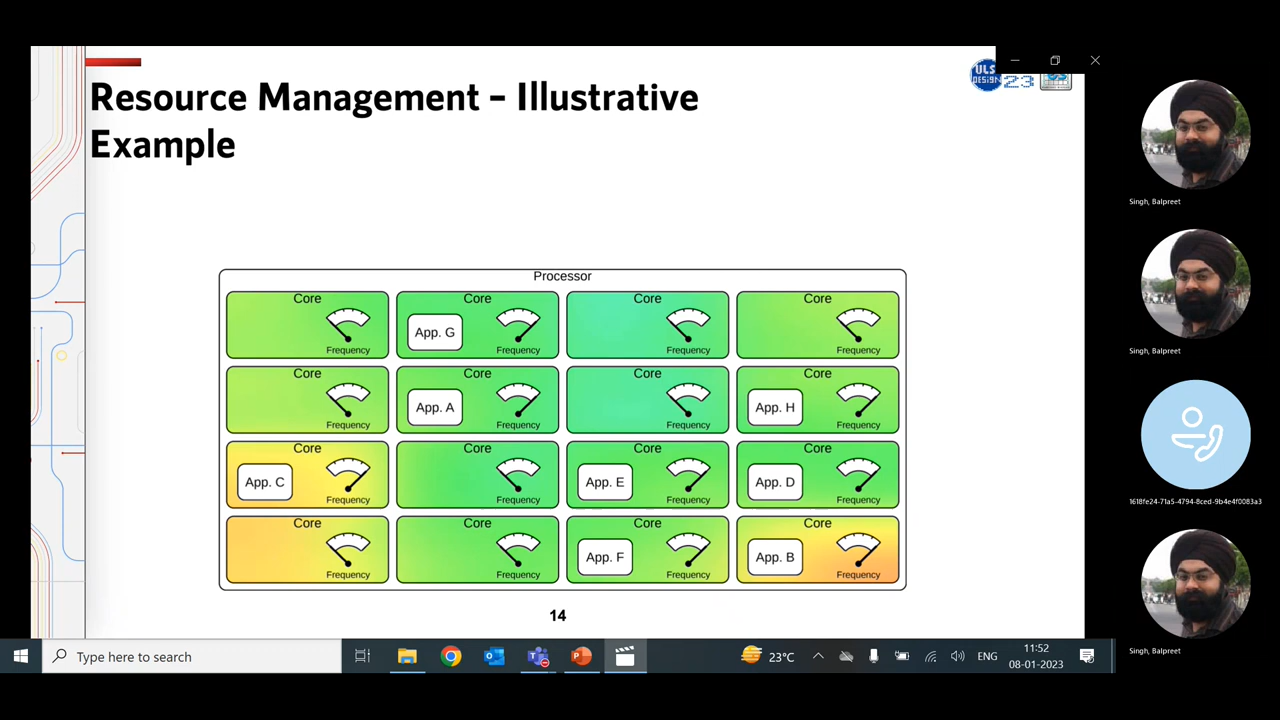 Resource Management – Illustrative
Example
ULS
DESiGN
23
Processor
Core
Core
Core
Core
App. G
Frequency
Frequency
Frequency
Frequency
Core
Core
Core
Core
App. A
App. H
Frequency
Frequency
Frequency
Frequency
Core
Core
Core
Core
App. C
App. E
App. D
Frequency
Frequency
Frequency
Frequency
Core
Core
Core
Core
App. F
App. B
Frequency
Frequency
Frequency
Frequency
14
Singh, Balpreet
Singh, Balpreet
1618fe24-71a5-4794-8ced-9b4e4f0083a3
Singh, Balpreet
Type here to search
23°C
ENG
11:52
08-01-2023